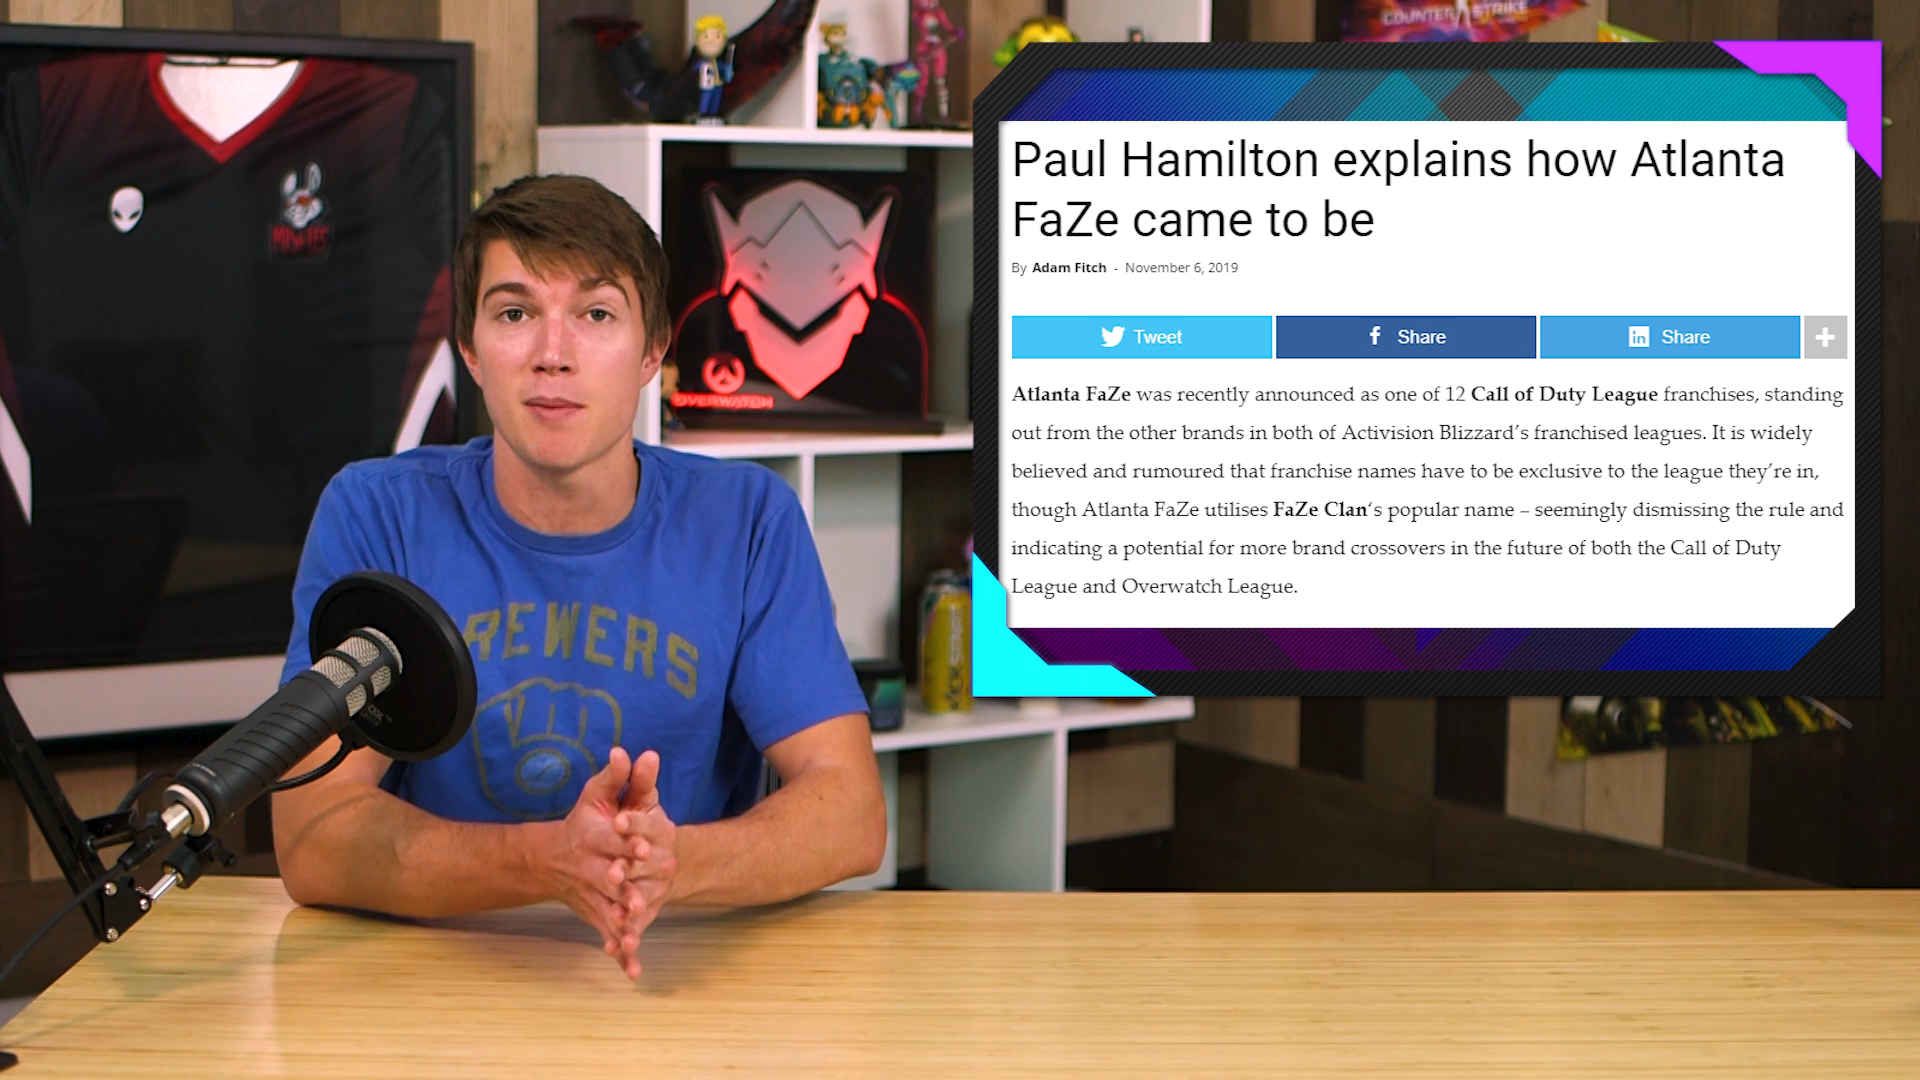 COUNTER STRIKE
MISFITS
OVERWATCH
BREWERS
KICKSTART
Paul Hamilton explains how Atlanta
FaZe came to be
By Adam Fitch - November 6, 2019
Tweet
Share
Share
Atlanta FaZe was recently announced as one of 12 Call of Duty League franchises, standing
out from the other brands in both of Activision Blizzard’s franchised leagues. It is widely
believed and rumoured that franchise names have to be exclusive to the league they’re in,
though Atlanta FaZe utilises FaZe Clan‘s popular name – seemingly dismissing the rule and
indicating a potential for more brand crossovers in the future of both the Call of Duty
League and Overwatch League.